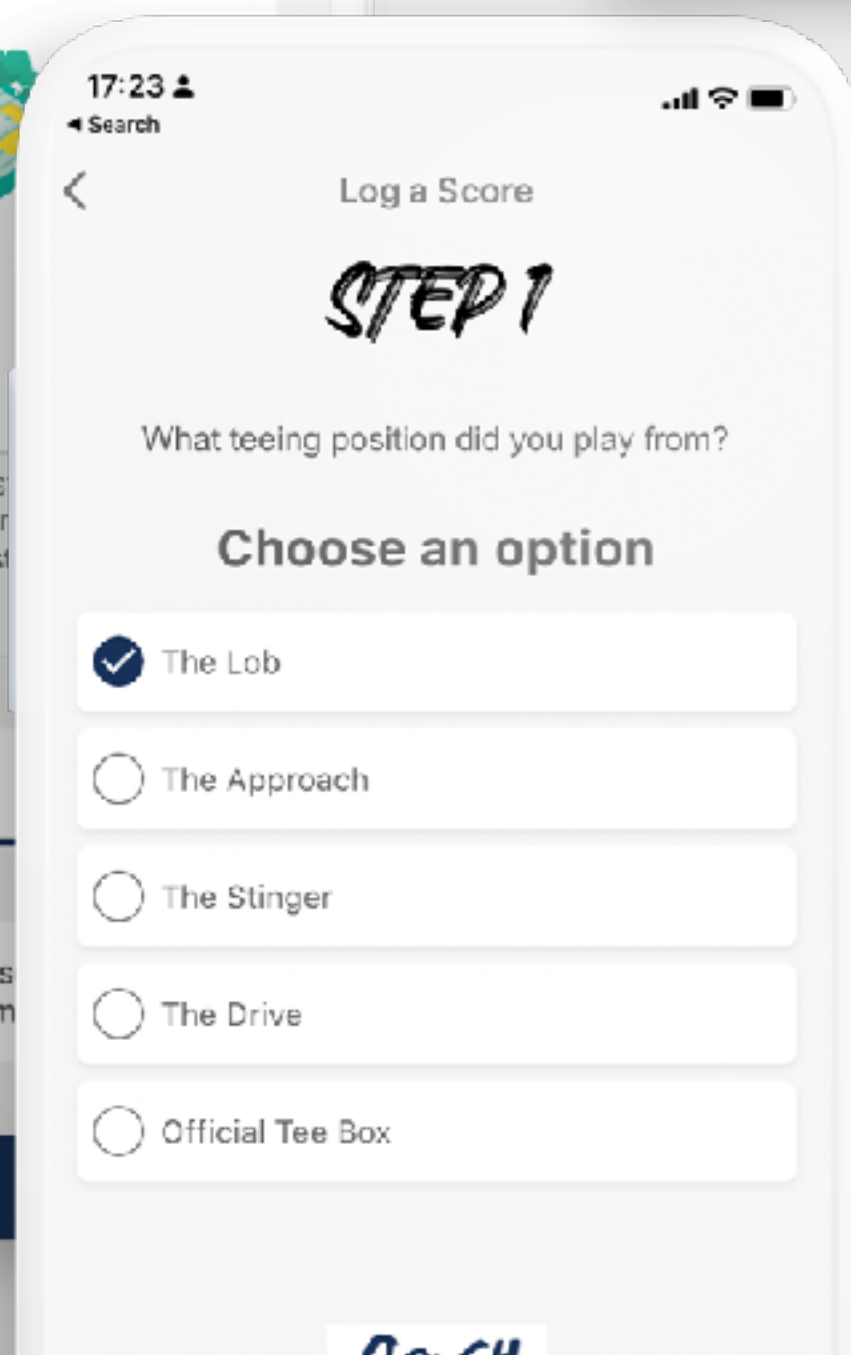 17:23
Search
Log a Score
STEP 1
What teeing position did you play from?
Choose an option
The Lob
The Approach
The Stinger
The Drive
Official Tee Box